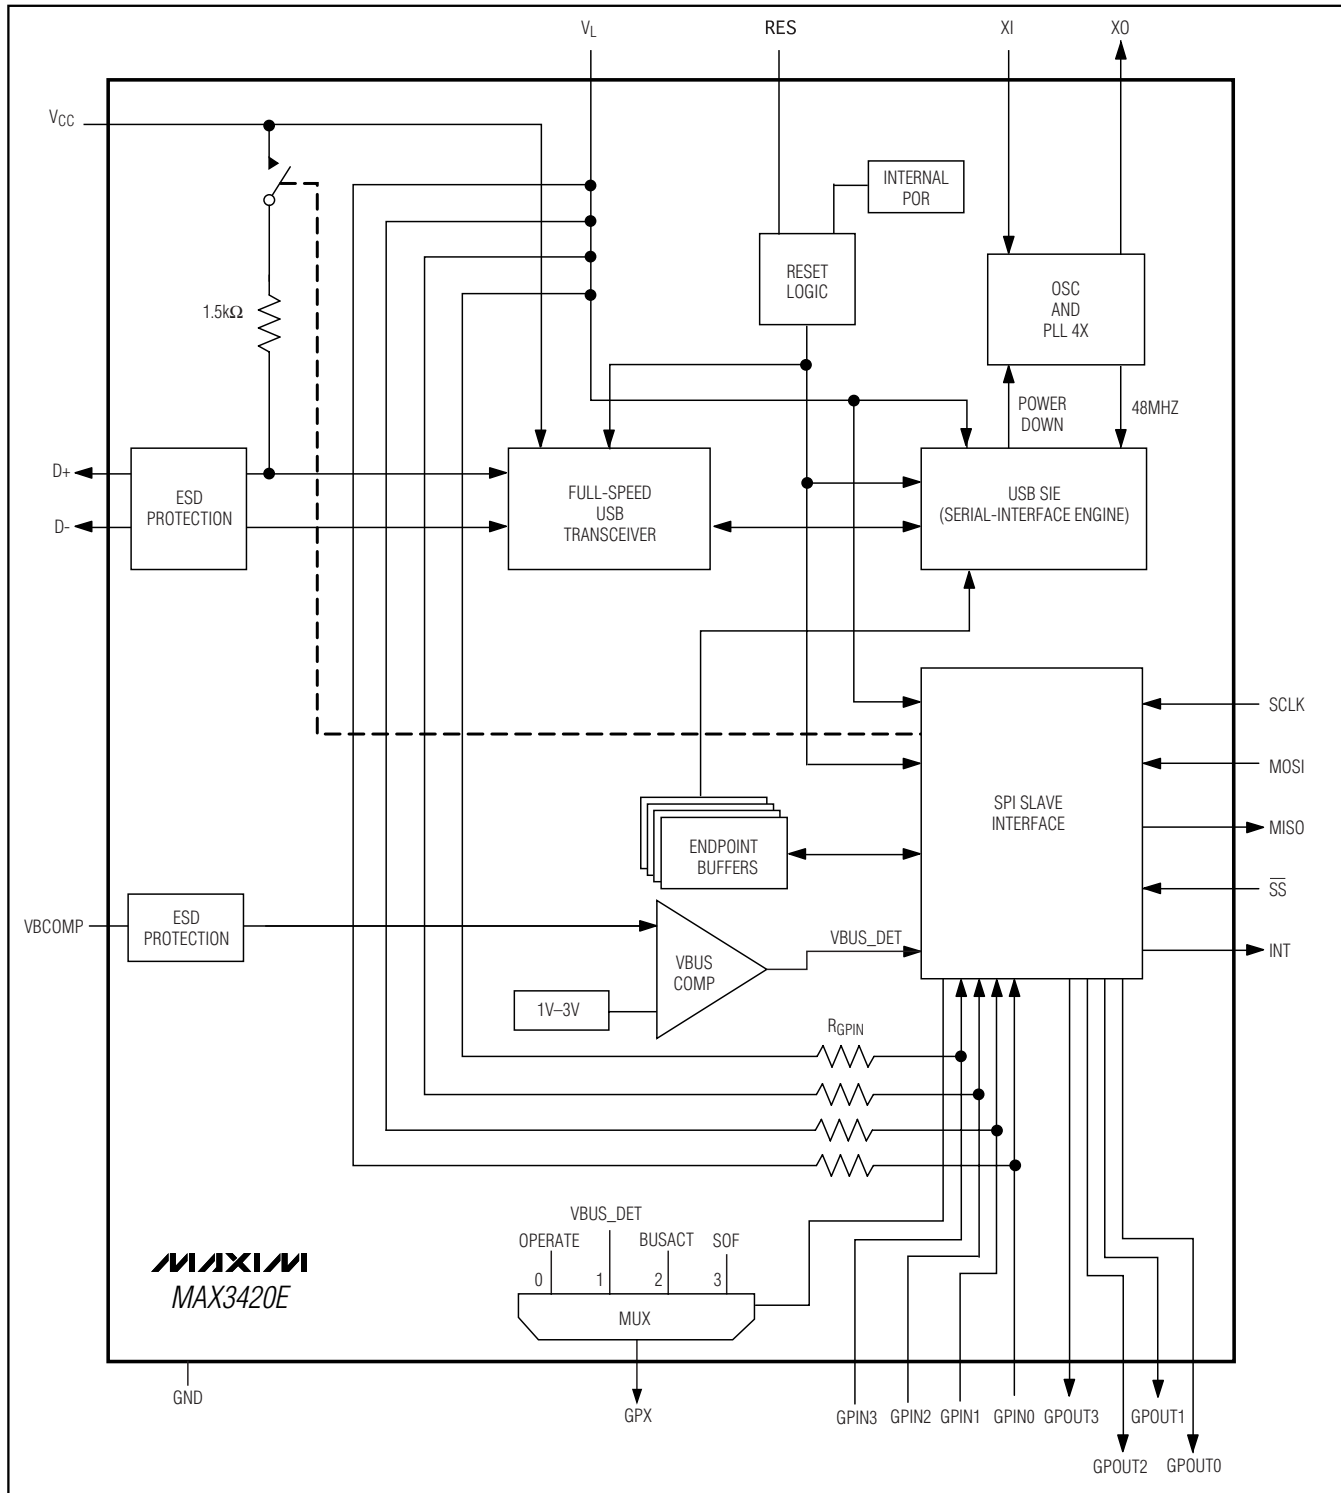 VL
RES
XI
XO
VCC
INTERNAL
POR
RESET
LOGIC
OSC
AND
PLL 4X
1.5kΩ
POWER
DOWN
48MHZ
D+
D-
ESD
PROTECTION
FULL-SPEED
USB
TRANSCEIVER
USB SIE
(SERIAL-INTERFACE ENGINE)
SCLK
MOSI
MISO
SS
INT
SPI SLAVE
INTERFACE
ENDPOINT
BUFFERS
VBCOMP
ESD
PROTECTION
VBUS
COMP
VBUS_DET
1V–3V
RGPIN
VBUS_DET
OPERATE
BUSACT
SOF
0
1
2
3
MUX
MAXIM
MAX3420E
GND
GPX
GPIN3
GPIN2
GPIN1
GPIN0
GPOUT3
GPOUT1
GPOUT2
GPOUT0